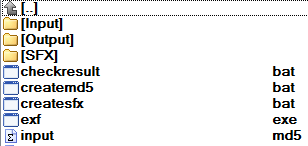 [..]
[Input]
[Output]
[SFX]
checkresult bat
createmd5 bat
createsfx bat
exf exe
input md5